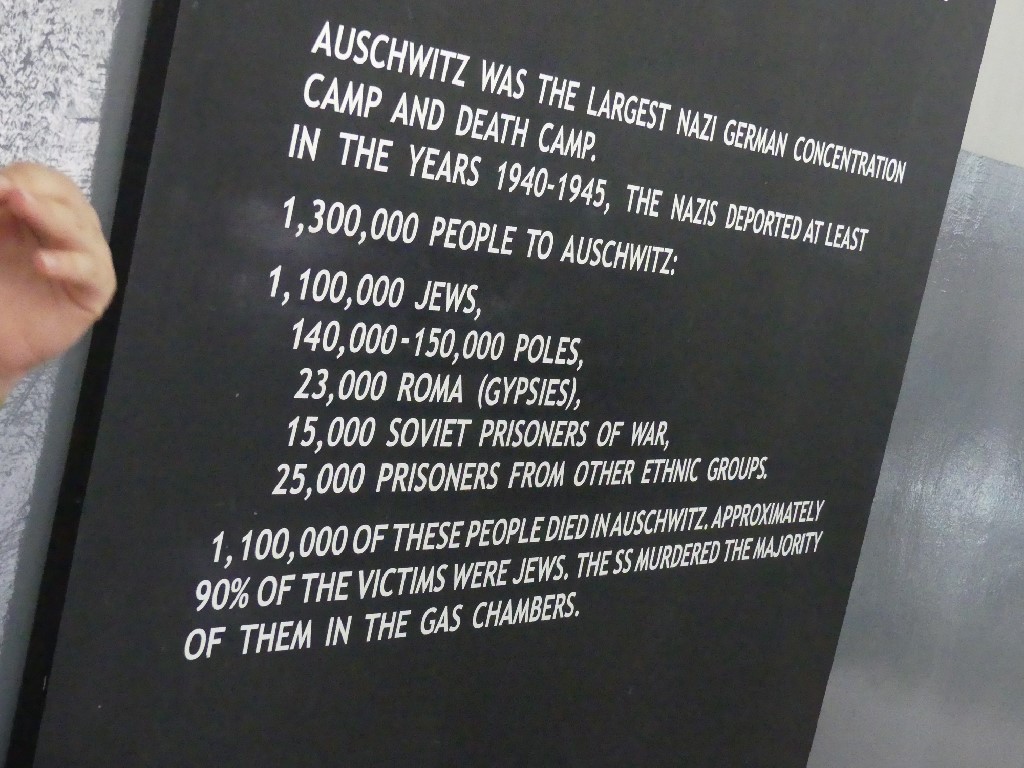 AUSCHWITZ WAS THE LARGEST NAZI GERMAN CONCENTRATION
CAMP AND DEATH CAMP.
IN THE YEARS 1940-1945, THE NAZIS DEPORTED AT LEAST
1,300,000 PEOPLE TO AUSCHWITZ:
1,100,000 JEWS,
140,000-150,000 POLES,
23,000 ROMA (GYPSIES),
15,000 SOVIET PRISONERS OF WAR,
25,000 PRISONERS FROM OTHER ETHNIC GROUPS.
1,100,000 OF THESE PEOPLE DIED IN AUSCHWITZ. APPROXIMATELY
90% OF THE VICTIMS WERE JEWS. THE SS MURDERED THE MAJORITY
OF THEM IN THE GAS CHAMBERS.